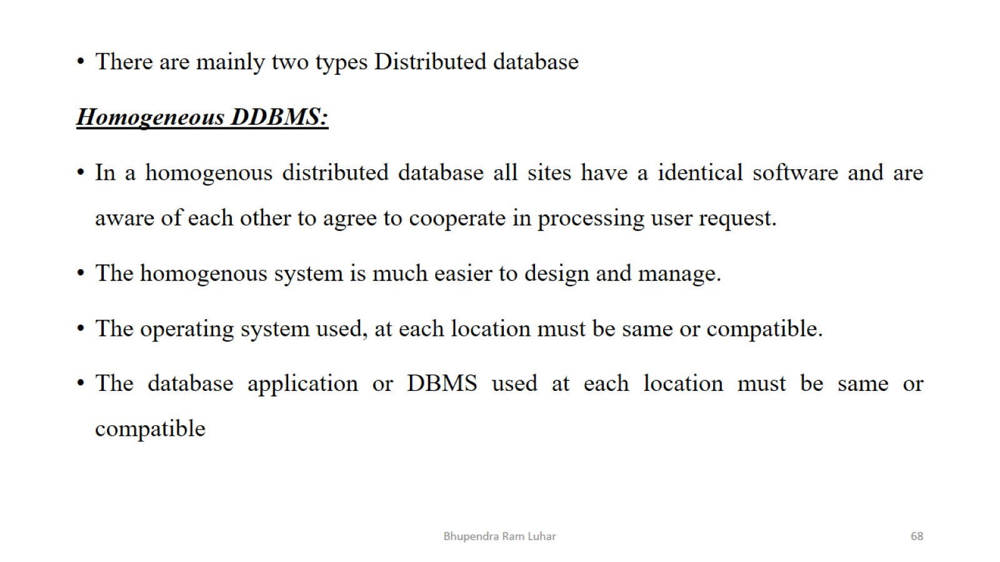 • There are mainly two types Distributed database
Homogeneous DDBMS:
• In a homogenous distributed database all sites have a identical software and are
aware of each other to agree to cooperate in processing user request.
• The homogenous system is much easier to design and manage.
• The operating system used, at each location must be same or compatible.
• The database application or DBMS used at each location must be same or
compatible
Bhupendra Ram Luhar
68